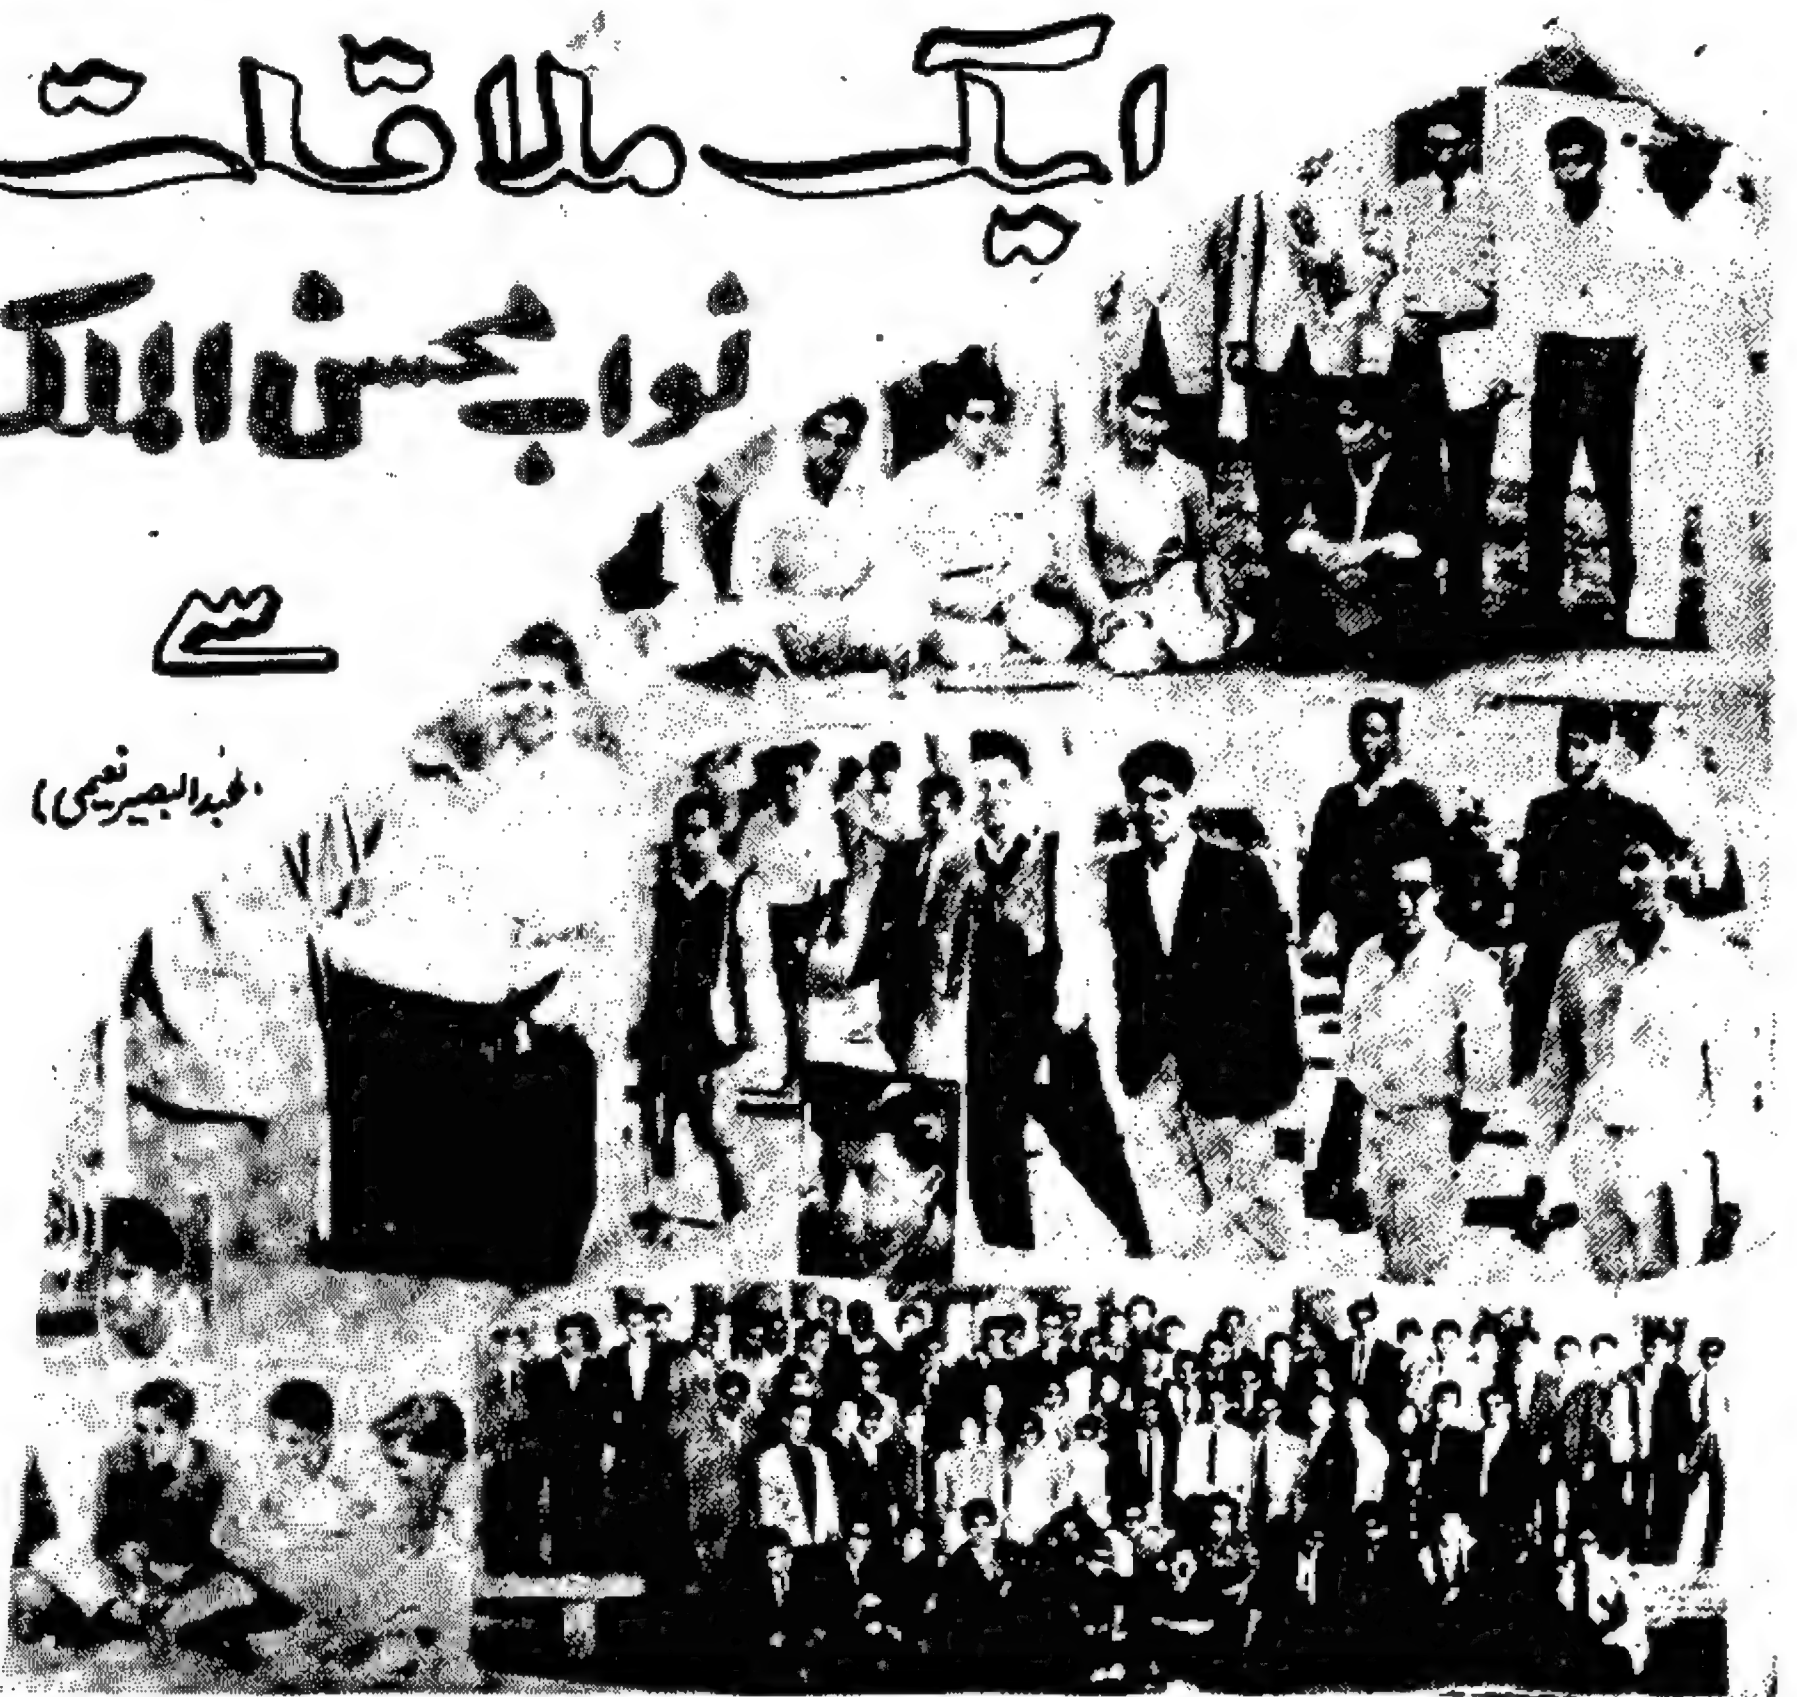 ایک ملاقات
نواب محسن الملک
سے
(عبدالبصیر نعیمی)